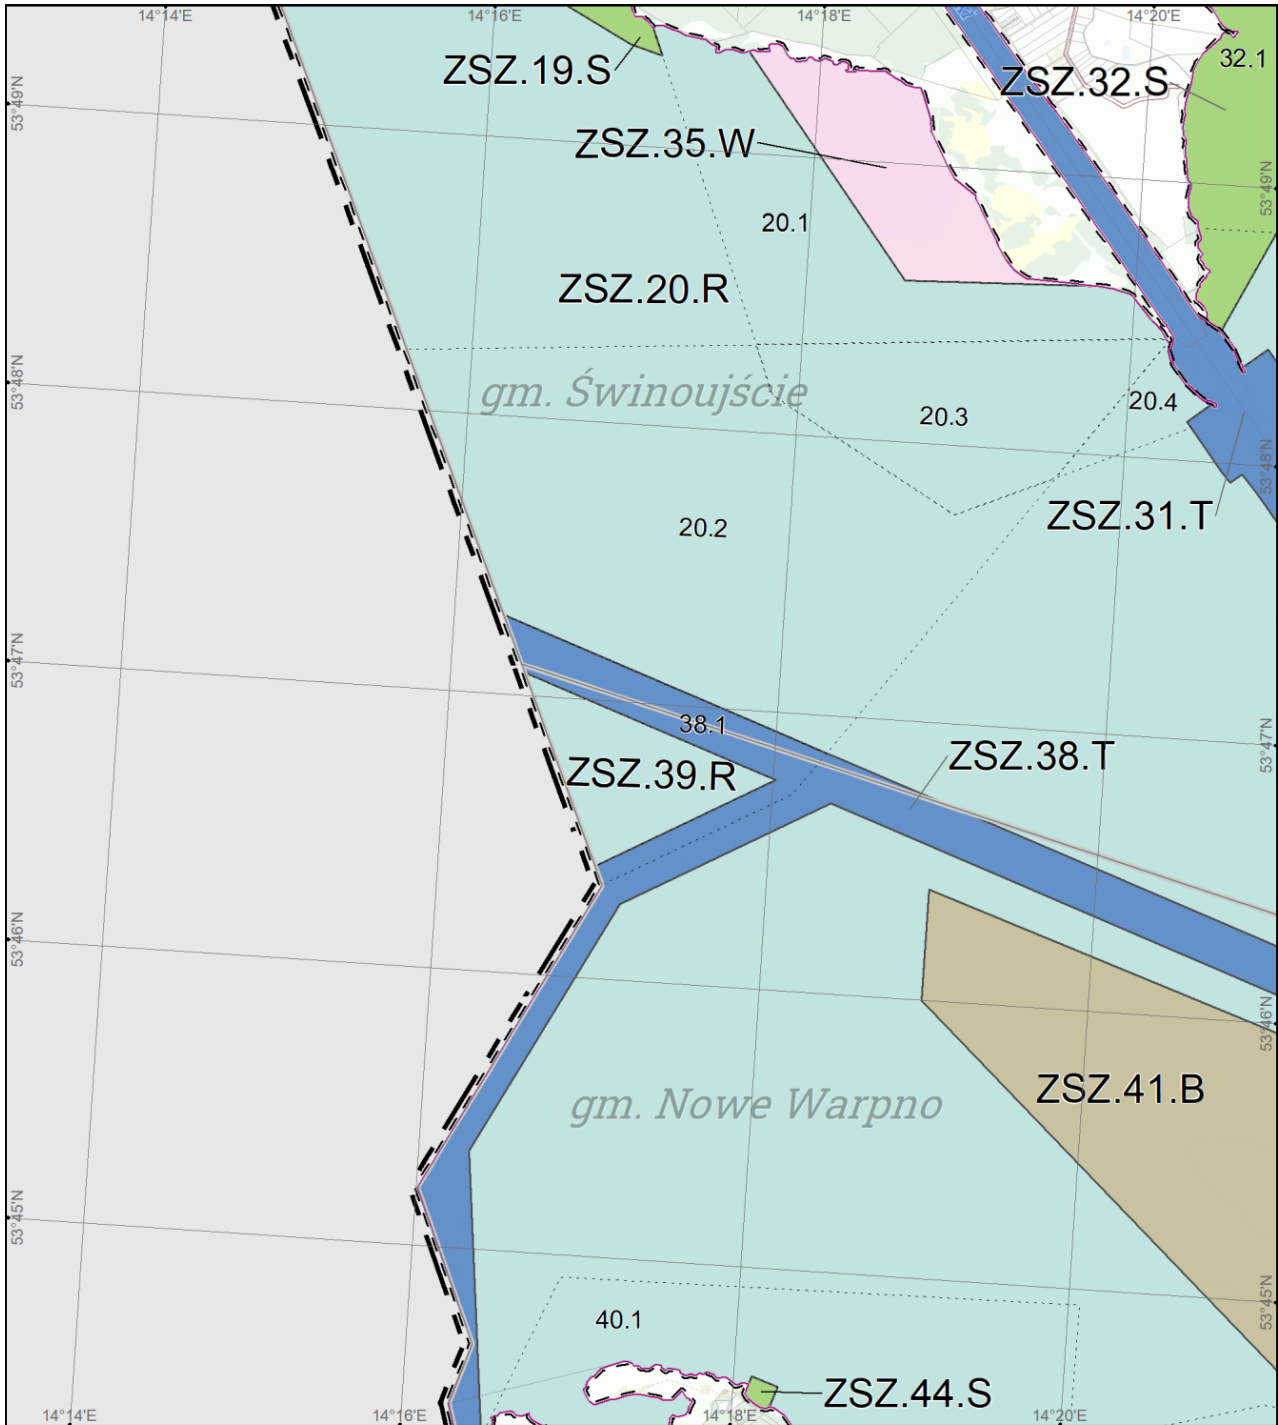 14°14'E
14°16'E
14°18'E
14°20'E
ZSZ.19.S
32.1
ZSZ.32.S
53°49'N
ZSZ.35.W
53°49'N
20.1
ZSZ.20.R
53°48'N
gm. Świnoujście
20.3
20.4
53°48'N
ZSZ.31.T
20.2
53°47'N
38.1
53°47'N
ZSZ.38.T
ZSZ.39.R
53°46'N
53°46'N
ZSZ.41.B
gm. Nowe Warpno
53°45'N
53°45'N
40.1
ZSZ.44.S
14°14'E
14°16'E
14°18'E
14°20'E